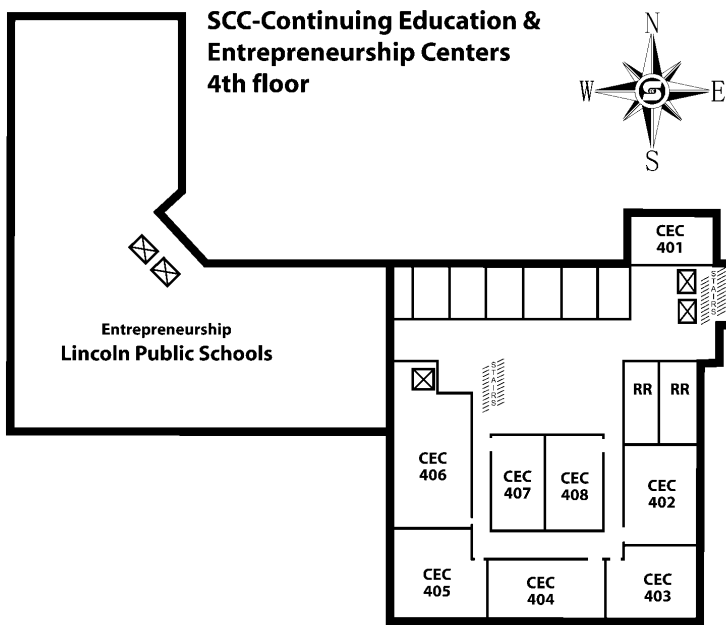 SCC-Continuing Education &
Entrepreneurship Centers
4th floor
N
W
E
S
CEC
401
STAIRS
Entrepreneurship
Lincoln Public Schools
STAIRS
RR
RR
CEC
406
CEC
407
CEC
408
CEC
402
CEC
405
CEC
404
CEC
403